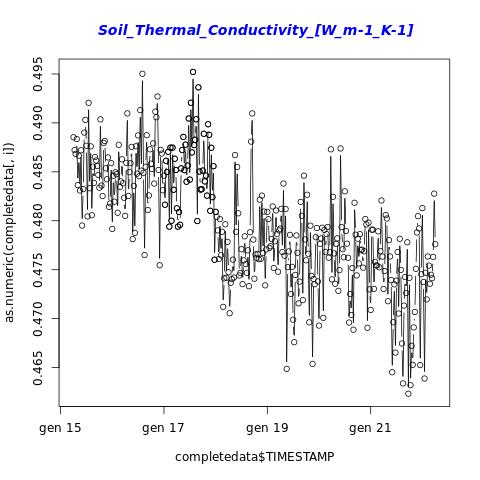 Soil_Thermal_Conductivity_[W_m-1_K-1]
as.numeric(completedata[, i])
0.495
0.490
0.485
0.480
0.475
0.470
0.465
gen 15 gen 17 gen 19 gen 21
completedata$TIMESTAMP